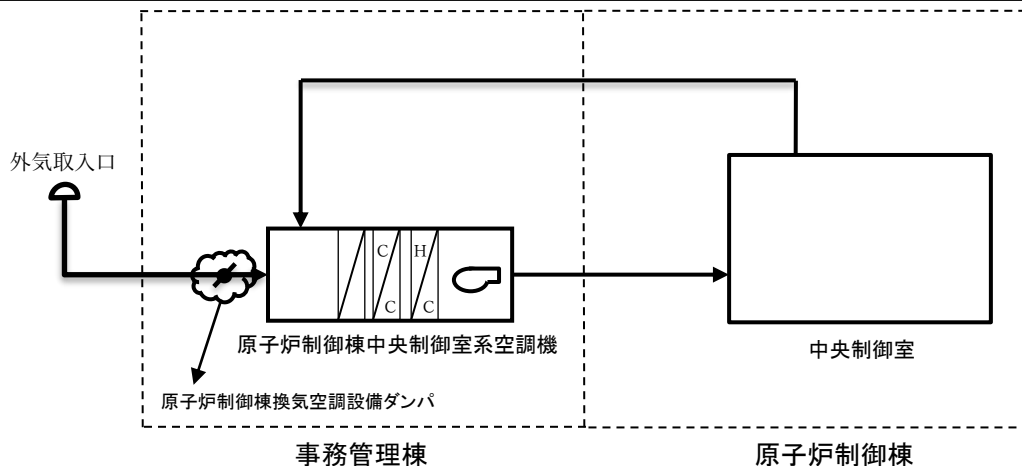 外気取入口
C
H
C
C
原子炉制御棟中央制御室系空調機
中央制御室
原子炉制御棟換気空調設備ダンパ
事務管理棟
原子炉制御棟